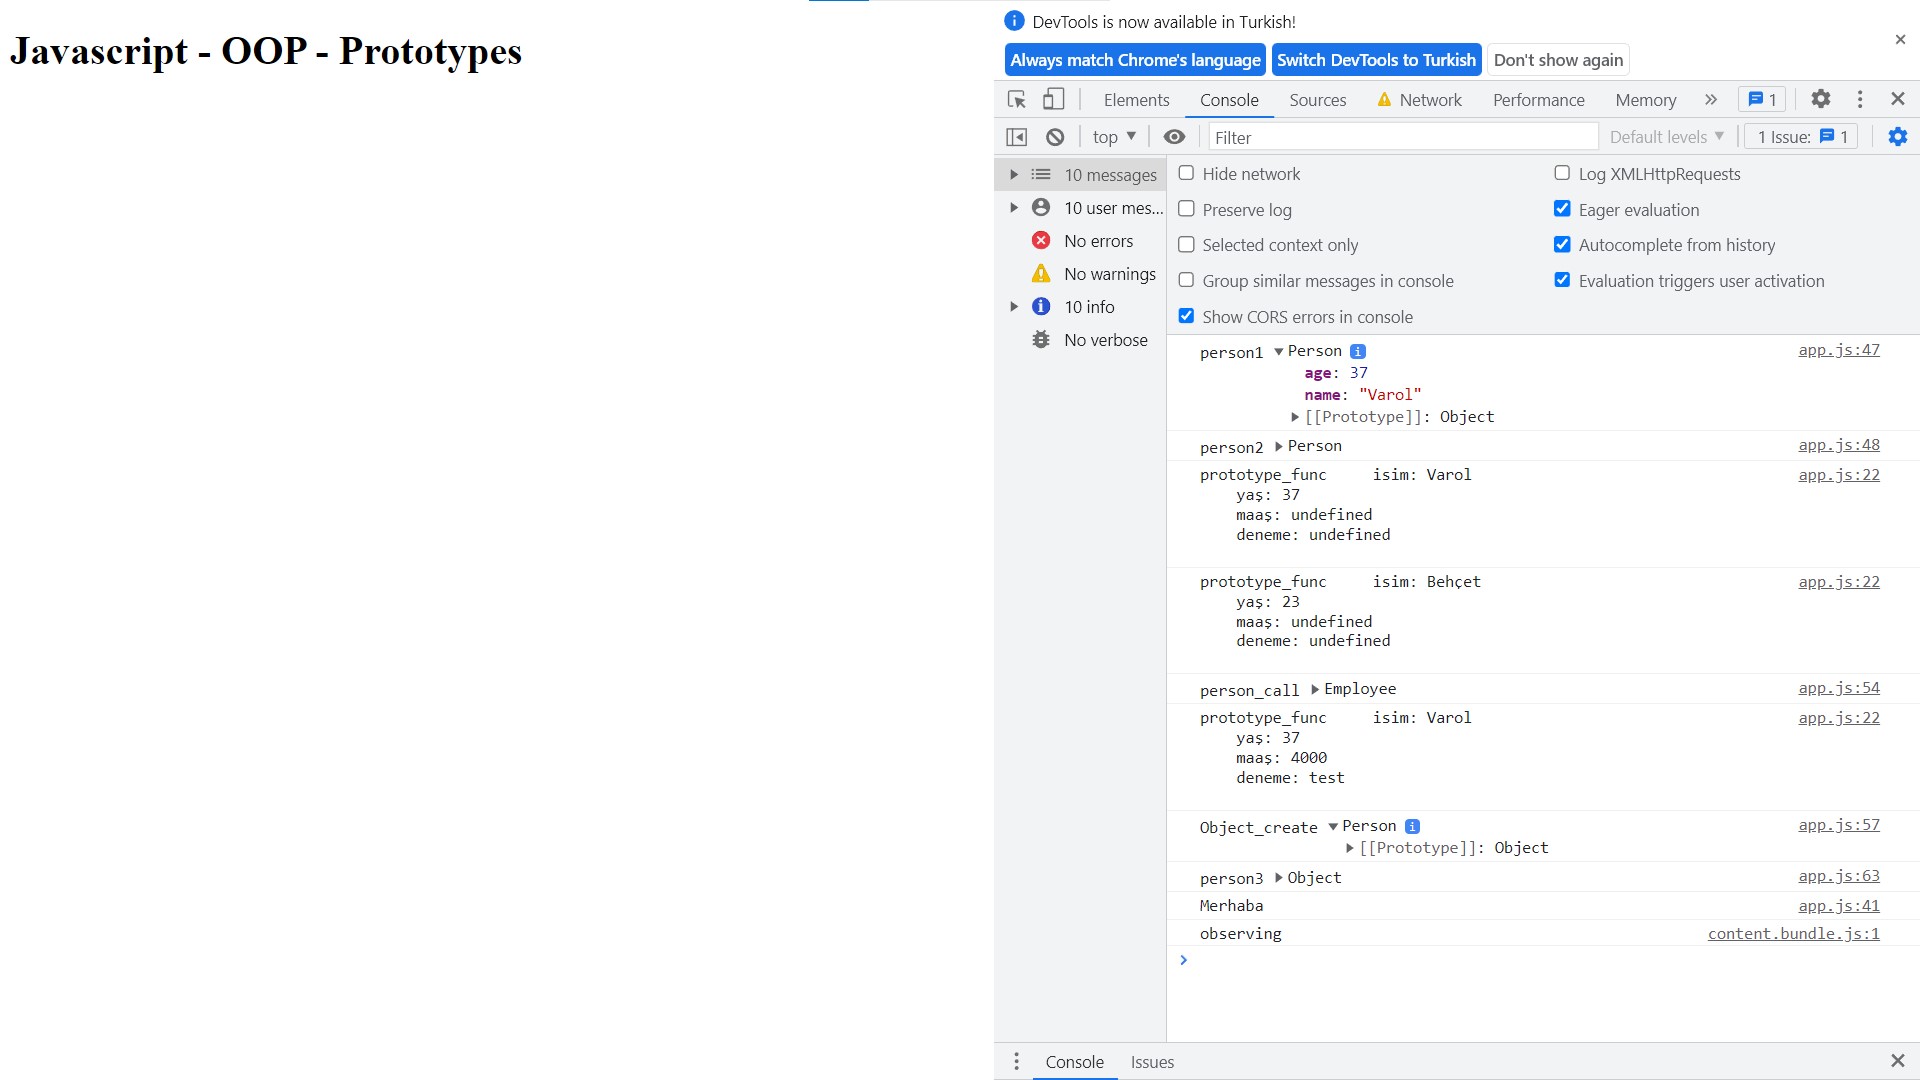 Javascript - OOP - Prototypes
DevTools is now available in Turkish!
Always match Chrome's language Switch DevTools to Turkish Don't show again
Elements Console Sources Network Performance Memory 1
top Filter Default levels 1 Issue: 1
10 messages
10 user mes...
No errors
No warnings
10 info
No verbose
Hide network Log XMLHttpRequests
Preserve log Eager evaluation
Selected context only Autocomplete from history
Group similar messages in console Evaluation triggers user activation
Show CORS errors in console
person1 Person app.js:47
age: 37
name: "Varol"
[[Prototype]]: Object
person2 Person app.js:48
prototype_func isim: Varol app.js:22
yaş: 37
maaş: undefined
deneme: undefined
prototype_func isim: Behçet app.js:22
yaş: 23
maaş: undefined
deneme: undefined
person_call Employee app.js:54
prototype_func isim: Varol app.js:22
yaş: 37
maaş: 4000
deneme: test
Object_create Person app.js:57
[[Prototype]]: Object
person3 Object app.js:63
Merhaba app.js:41
observing content.bundle.js:1
Console Issues